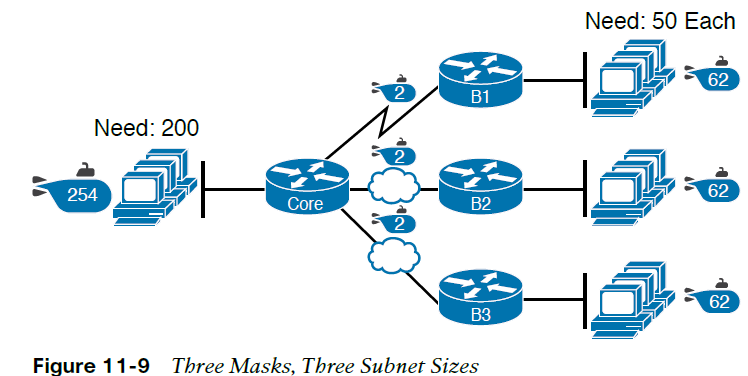 Need: 50 Each
2
B1
62
Need: 200
2
254
Core
B2
62
2
B3
62
Figure 11-9 Three Masks, Three Subnet Sizes